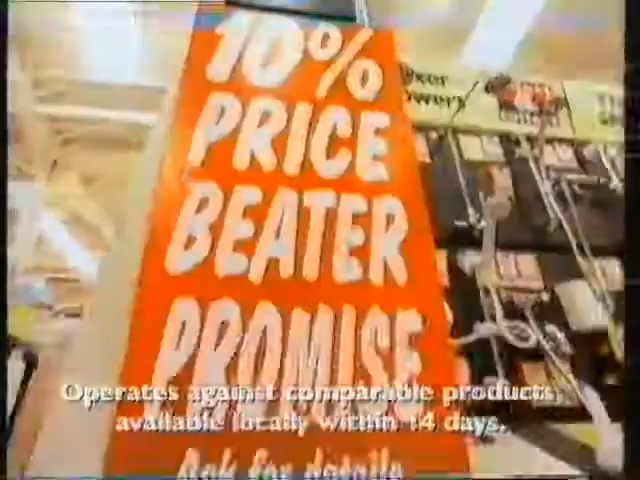 10%
PRICE
BEATER
PROMISE
Operates against comparable products,
available locally within 14 days.
Ask for details